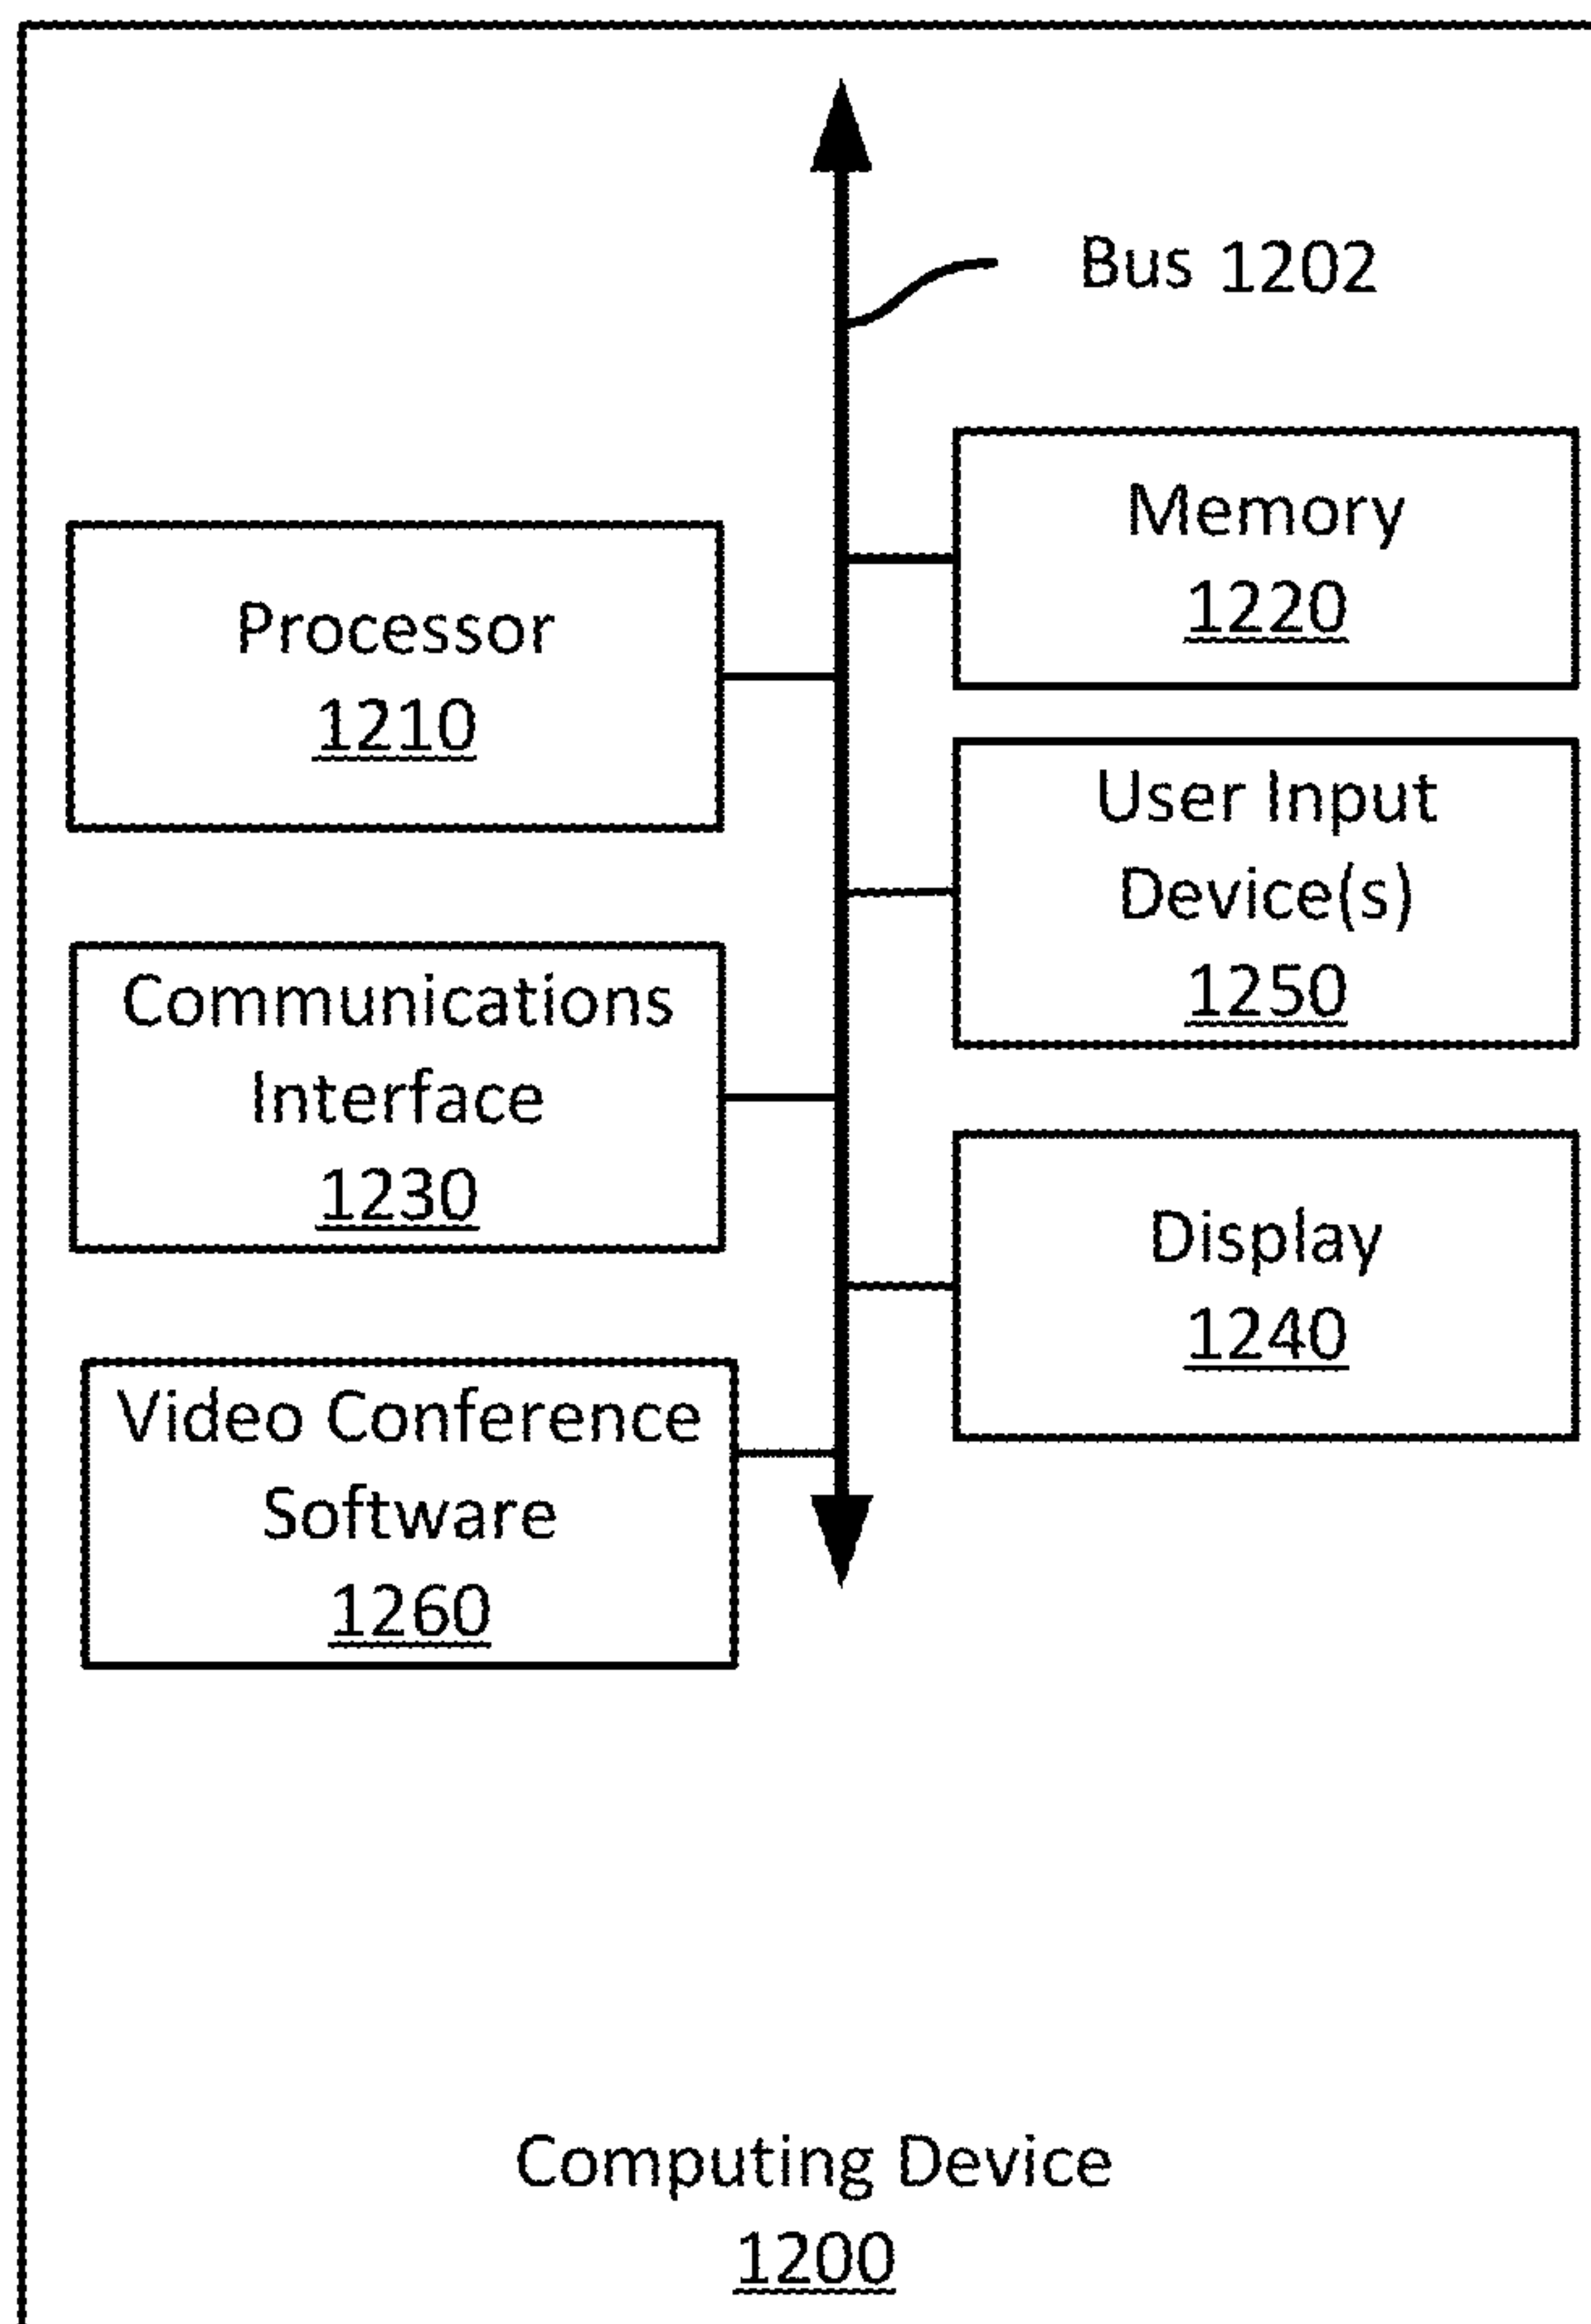 Bus 1202
Memory
1220
Processor
1210
User Input
Device(s)
1250
Communications
Interface
1230
Display
1240
Video Conference
Software
1260
Computing Device
1200